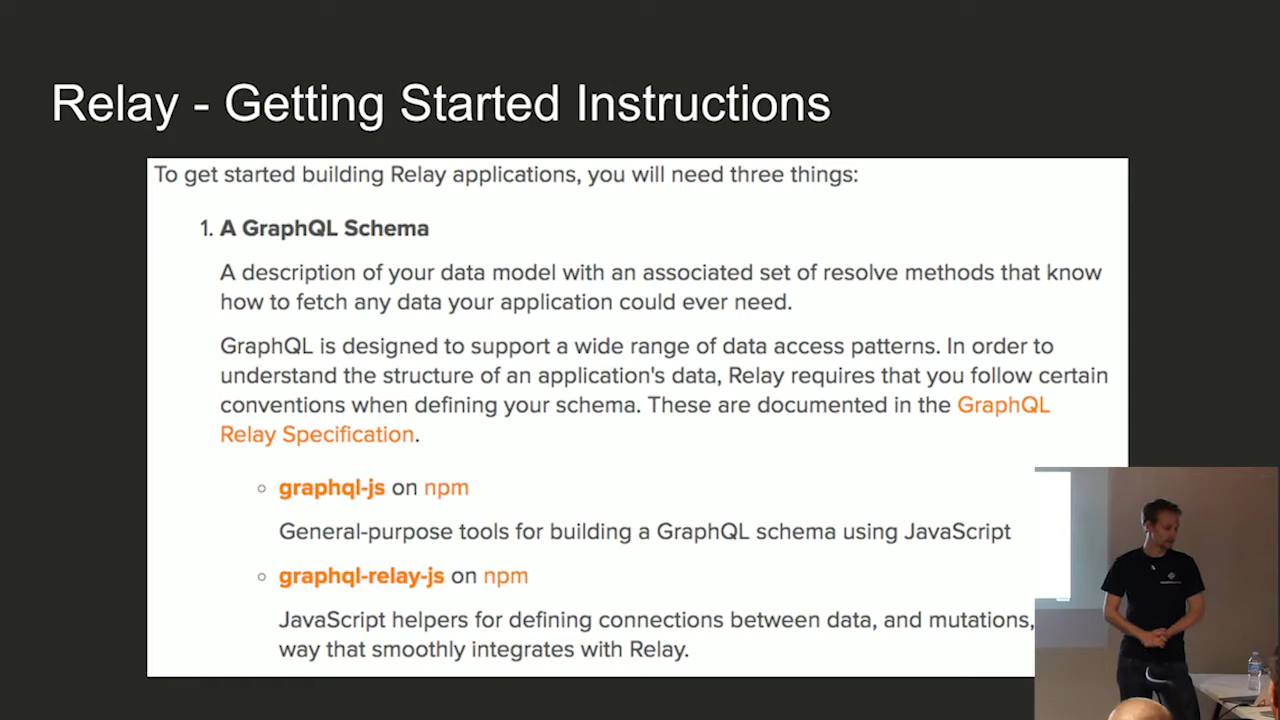 Relay - Getting Started Instructions
To get started building Relay applications, you will need three things:
1. A GraphQL Schema
A description of your data model with an associated set of resolve methods that know
how to fetch any data your application could ever need.
GraphQL is designed to support a wide range of data access patterns. In order to
understand the structure of an application's data, Relay requires that you follow certain
conventions when defining your schema. These are documented in the GraphQL
Relay Specification.
graphql-js on npm
General-purpose tools for building a GraphQL schema using JavaScript
graphql-relay-js on npm
JavaScript helpers for defining connections between data, and mutations,
way that smoothly integrates with Relay.